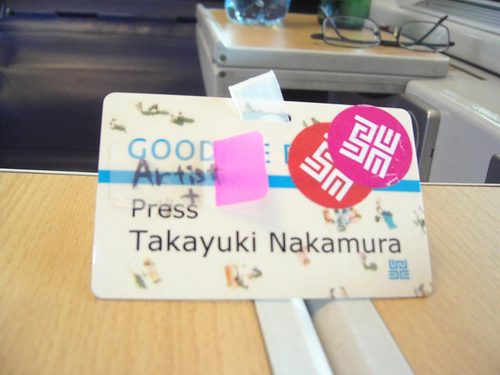 GOOD
Artist
+
Press
Takayuki Nakamura